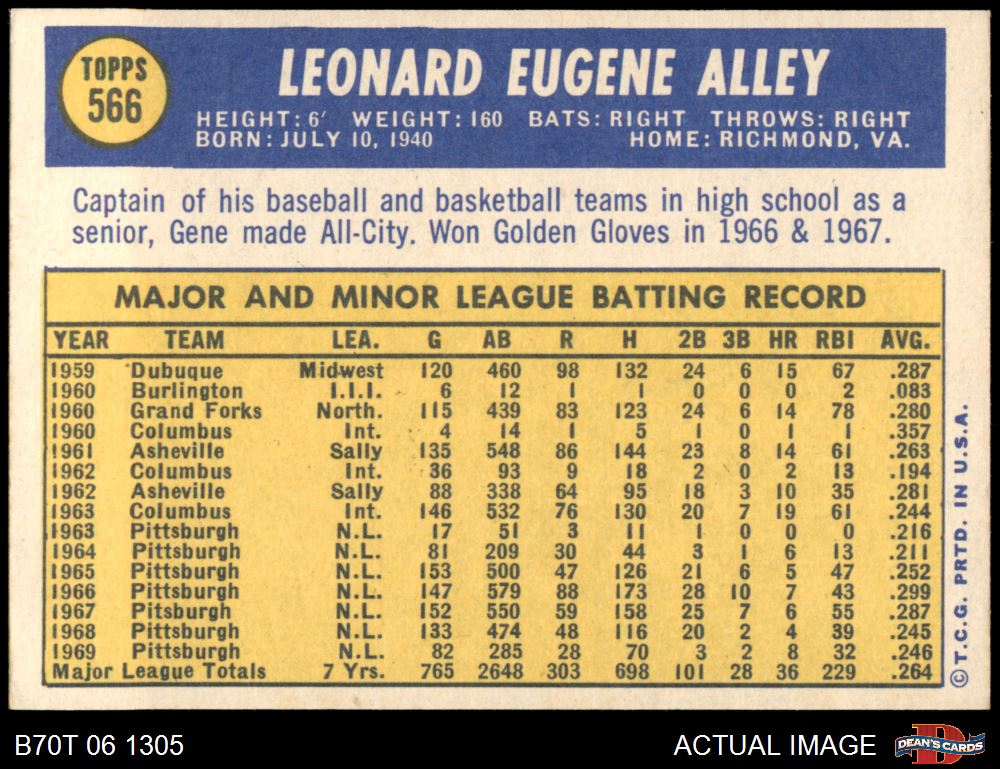 TOPPS
566
LEONARD EUGENE ALLEY
HEIGHT: 6' WEIGHT: 160 BATS: RIGHT THROWS: RIGHT
BORN: JULY 10, 1940 HOME: RICHMOND, VA.
Captain of his baseball and basketball teams in high school as a
senior, Gene made All-City. Won Golden Gloves in 1966 & 1967.
MAJOR AND MINOR LEAGUE BATTING RECORD
YEAR TEAM LEA. G AB R H 2B 3B HR RBI AVG.
1959 Dubuque Midwest 120 460 98 132 24 6 15 67 .287
1960 Burlington I.I.I. 6 12 1 1 0 0 0 2 .083
1960 Grand Forks North. 115 439 83 123 24 6 14 78 .280
1960 Columbus Int. 4 14 1 5 1 0 1 1 .357
1961 Asheville Sally 135 548 86 144 23 8 14 61 .263
1962 Columbus Int. 36 93 9 18 2 0 2 13 .194
1962 Asheville Sally 88 338 64 95 18 3 10 35 .281
1963 Columbus Int. 146 532 76 130 20 7 19 61 .244
1963 Pittsburgh N.L. 17 51 3 11 1 0 0 0 .216
1964 Pittsburgh N.L. 81 209 30 44 3 1 6 13 .211
1965 Pittsburgh N.L. 153 500 47 126 21 6 5 47 .252
1966 Pittsburgh N.L. 147 579 88 173 28 10 7 43 .299
1967 Pitsburgh N.L. 152 550 59 158 25 7 6 55 .287
1968 Pittsburgh N.L. 133 474 48 116 20 2 4 39 .245
1969 Pittsburgh N.L. 82 285 28 70 3 2 8 32 .246
Major League Totals 7 Yrs. 765 2648 303 698 101 28 36 229 .264
© T.C.G. PRTD. IN U.S.A.
B70T 06 1305 ACTUAL IMAGE
D
DEAN'S CARDS